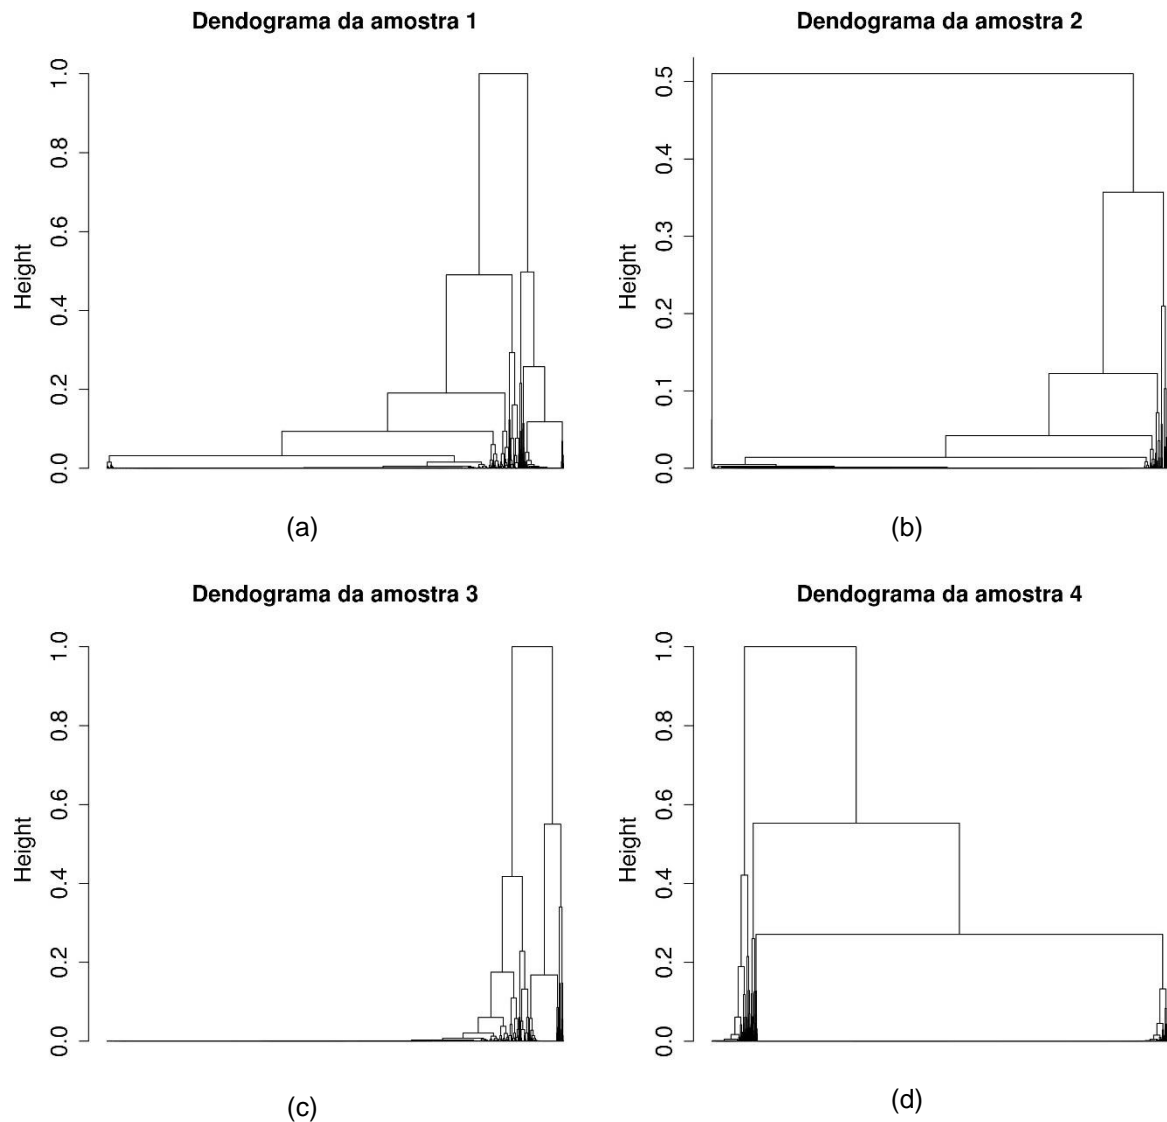 Dendograma da amostra 1
Height
0.0 0.2 0.4 0.6 0.8 1.0
(a)
Dendograma da amostra 2
Height
0.0 0.1 0.2 0.3 0.4 0.5
(b)
Dendograma da amostra 3
Height
0.0 0.2 0.4 0.6 0.8 1.0
(c)
Dendograma da amostra 4
Height
0.0 0.2 0.4 0.6 0.8 1.0
(d)